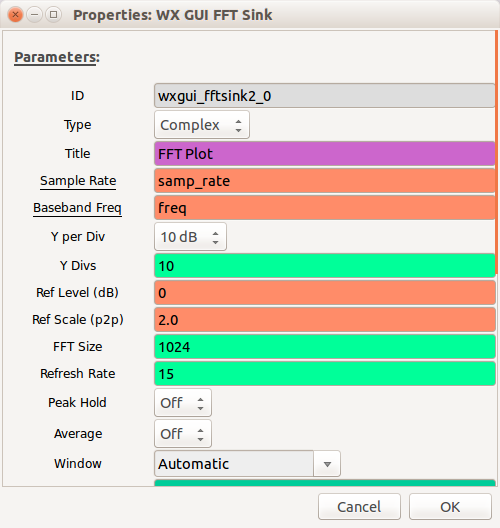 Properties: WX GUI FFT Sink
Parameters:
ID wxgui_fftsink2_0
Type Complex
Title FFT Plot
Sample Rate samp_rate
Baseband Freq freq
Y per Div 10 dB
Y Divs 10
Ref Level (dB) 0
Ref Scale (p2p) 2.0
FFT Size 1024
Refresh Rate 15
Peak Hold Off
Average Off
Window Automatic
Cancel OK